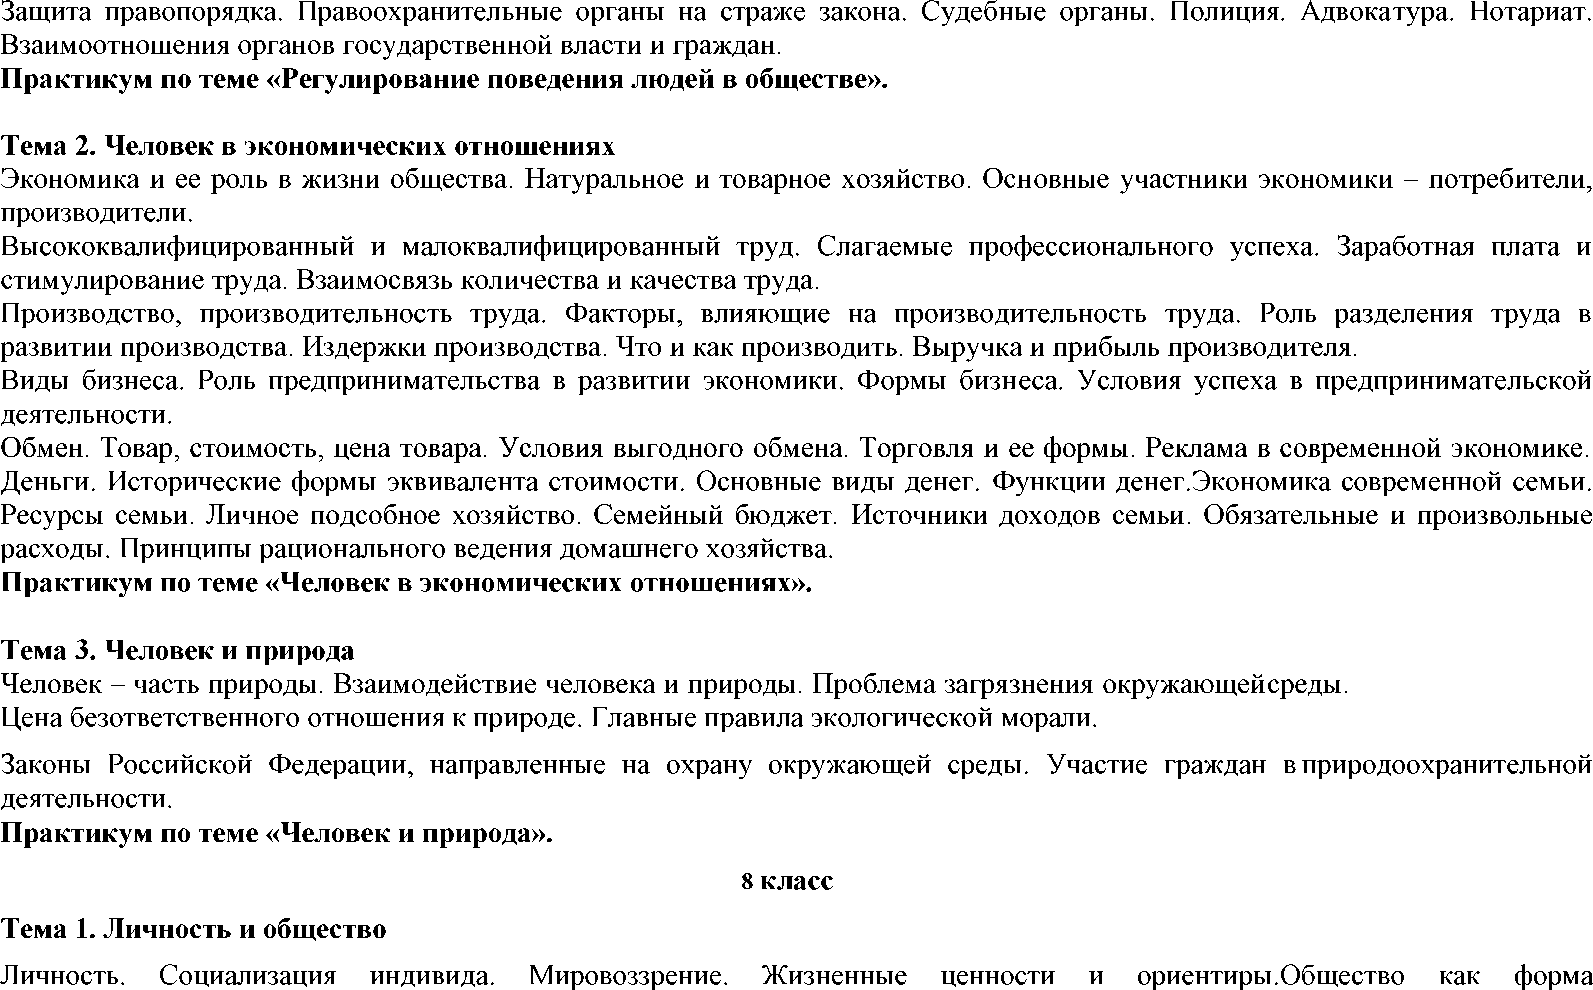 Защита правопорядка. Правоохранительные органы на страже закона. Судебные органы. Полиция. Адвокатура. Нотариат.
Взаимоотношения органов государственной власти и граждан.
Практикум по теме «Регулирование поведения людей в обществе».
Тема 2. Человек в экономических отношениях
Экономика и ее роль в жизни общества. Натуральное и товарное хозяйство. Основные участники экономики – потребители,
производители.
Высококвалифицированный и малоквалифицированный труд. Слагаемые профессионального успеха. Заработная плата и
стимулирование труда. Взаимосвязь количества и качества труда.
Производство, производительность труда. Факторы, влияющие на производительность труда. Роль разделения труда в
развитии производства. Издержки производства. Что и как производить. Выручка и прибыль производителя.
Виды бизнеса. Роль предпринимательства в развитии экономики. Формы бизнеса. Условия успеха в предпринимательской
деятельности.
Обмен. Товар, стоимость, цена товара. Условия выгодного обмена. Торговля и ее формы. Реклама в современной экономике.
Деньги. Исторические формы эквивалента стоимости. Основные виды денег. Функции денег.Экономика современной семьи.
Ресурсы семьи. Личное подсобное хозяйство. Семейный бюджет. Источники доходов семьи. Обязательные и произвольные
расходы. Принципы рационального ведения домашнего хозяйства.
Практикум по теме «Человек в экономических отношениях».
Тема 3. Человек и природа
Человек – часть природы. Взаимодействие человека и природы. Проблема загрязнения окружающейсреды.
Цена безответственного отношения к природе. Главные правила экологической морали.
Законы Российской Федерации, направленные на охрану окружающей среды. Участие граждан в природоохранительной
деятельности.
Практикум по теме «Человек и природа».
8 класс
Тема 1. Личность и общество
Личность. Социализация индивида. Мировоззрение. Жизненные ценности и ориентиры.Общество как форма